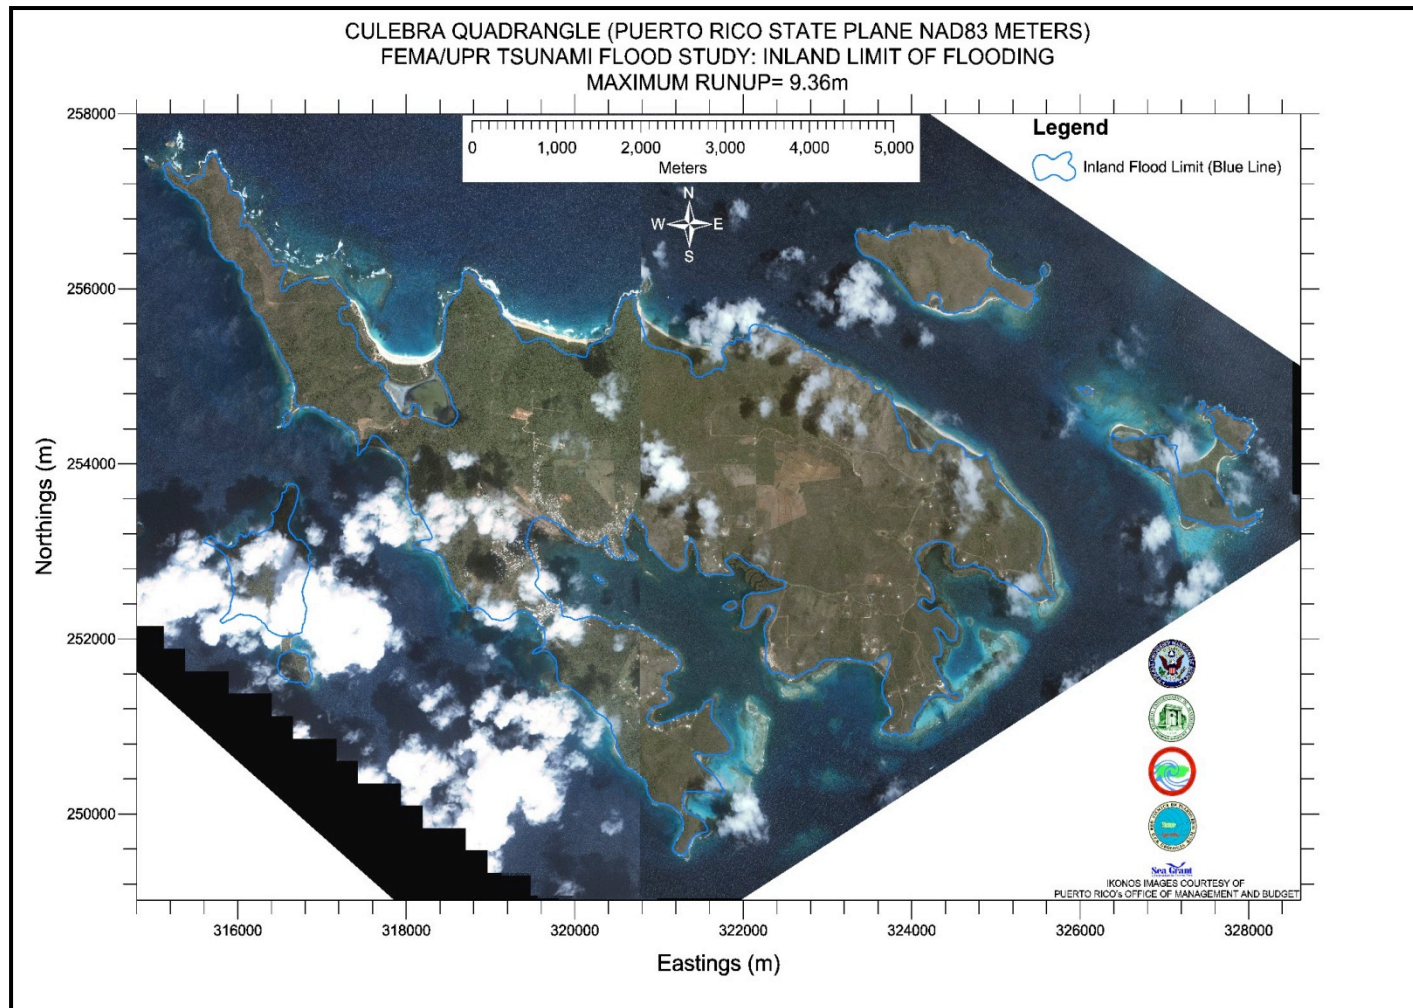 CULEBRA QUADRANGLE (PUERTO RICO STATE PLANE NAD83 METERS)
FEMA/UPR TSUNAMI FLOOD STUDY: INLAND LIMIT OF FLOODING
MAXIMUM RUNUP= 9.36m
258000
256000
254000
252000
250000
Northings (m)
0 1,000 2,000 3,000 4,000 5,000
Meters
N
W E
S
Legend
Inland Flood Limit (Blue Line)
Sea Grant
IKONOS IMAGES COURTESY OF
PUERTO RICO's OFFICE OF MANAGEMENT AND BUDGET
316000 318000 320000 322000 324000 326000 328000
Eastings (m)